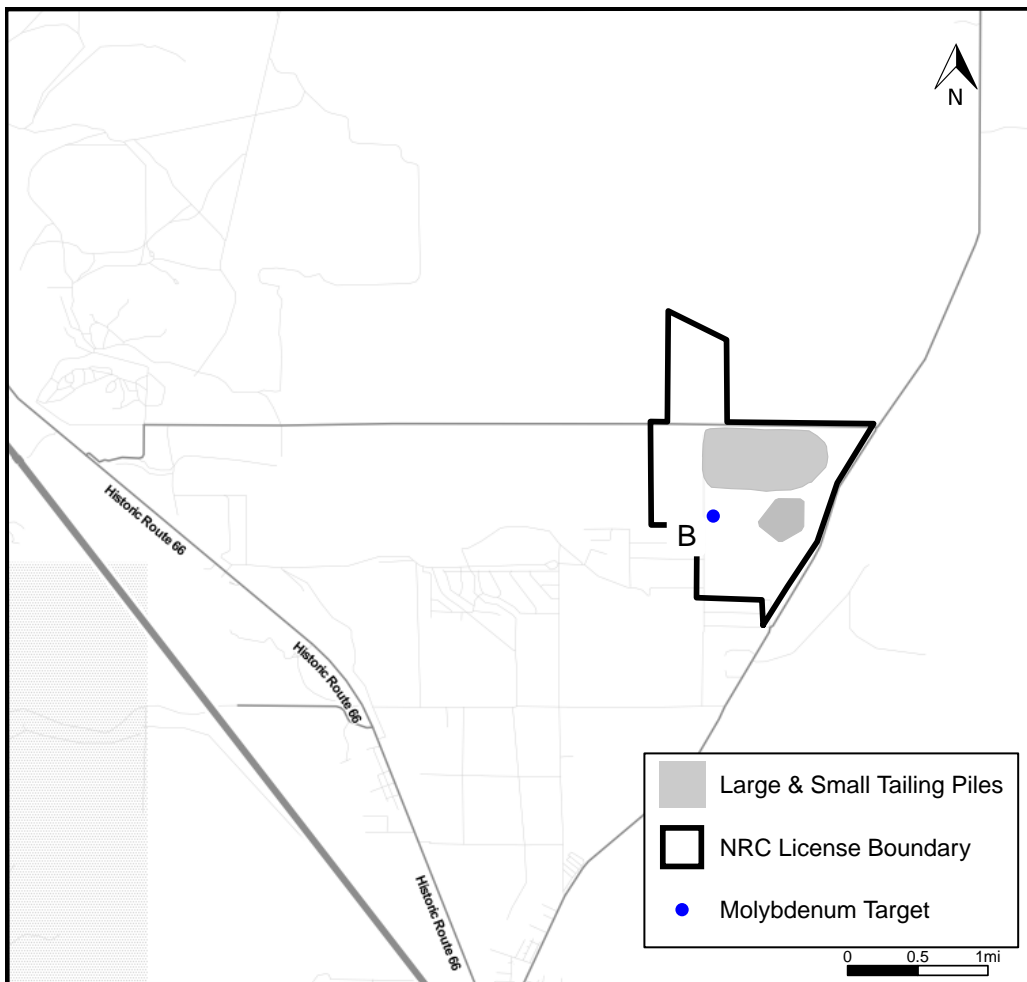 N
Historic Route 66
B
Historic Route 66
Large & Small Tailing Piles
NRC License Boundary
Historic Route 66
Molybdenum Target
0 0.5 1mi